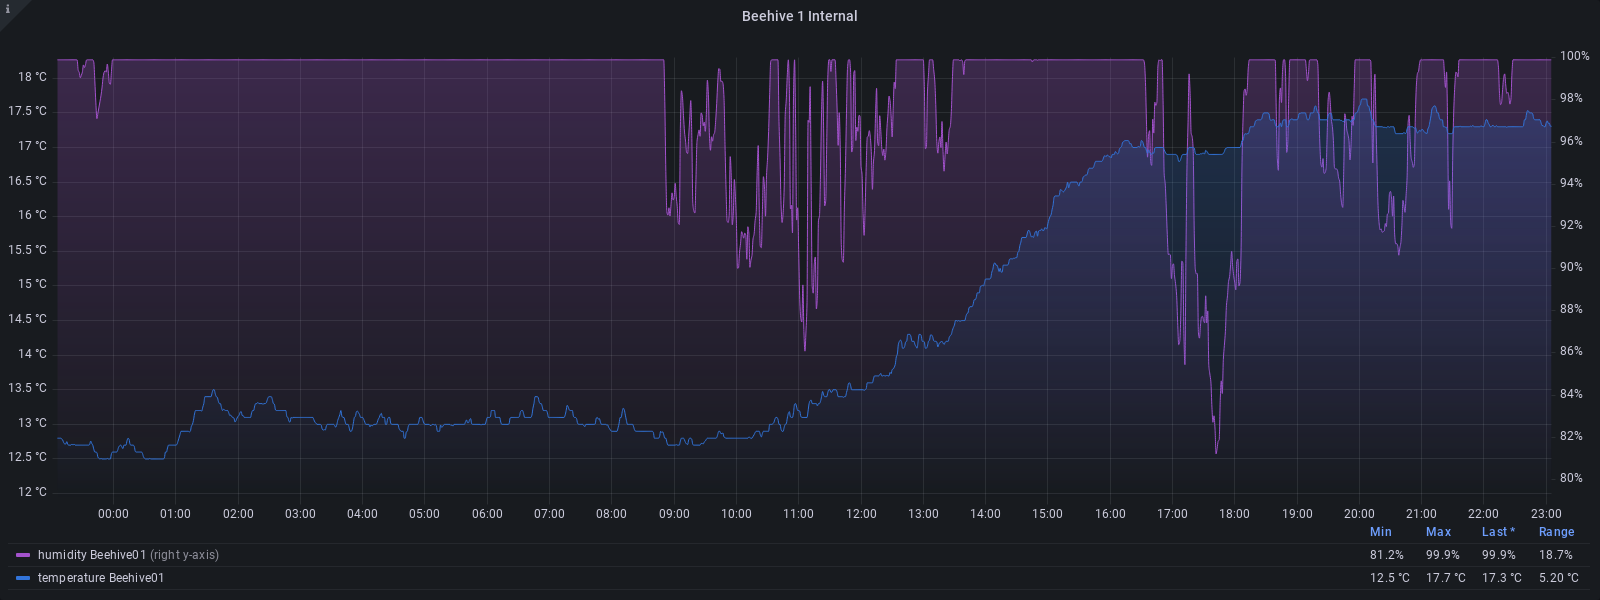 i
Beehive 1 Internal
18 °C
17.5 °C
17 °C
16.5 °C
16 °C
15.5 °C
15 °C
14.5 °C
14 °C
13.5 °C
13 °C
12.5 °C
12 °C
100%
98%
96%
94%
92%
90%
88%
86%
84%
82%
80%
00:00 01:00 02:00 03:00 04:00 05:00 06:00 07:00 08:00 09:00 10:00 11:00 12:00 13:00 14:00 15:00 16:00 17:00 18:00 19:00 20:00 21:00 22:00 23:00
Min Max Last * Range
humidity Beehive01 (right y-axis) 81.2% 99.9% 99.9% 18.7%
temperature Beehive01 12.5 °C 17.7 °C 17.3 °C 5.20 °C